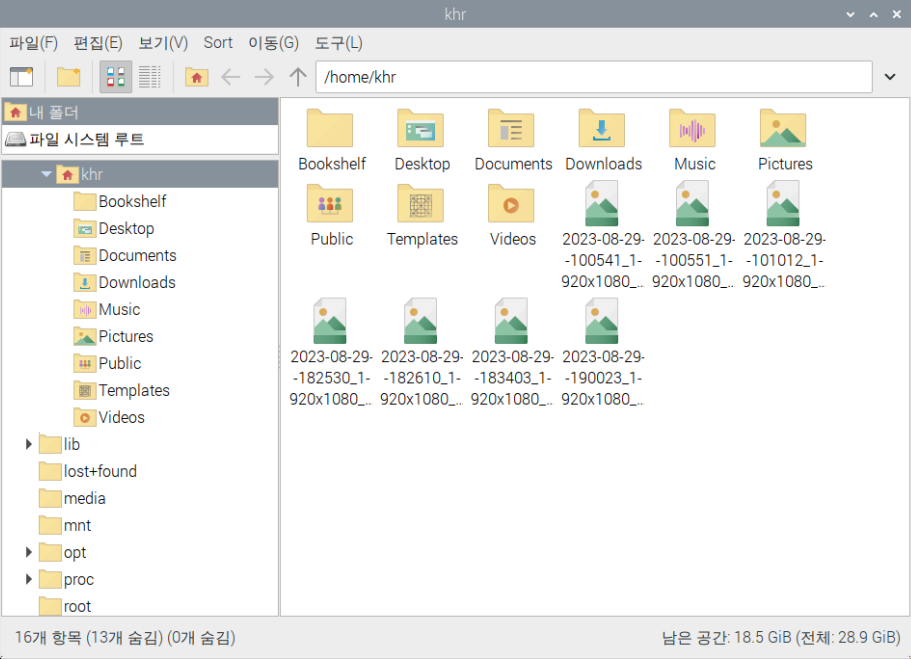 khr
파일(F) 편집(E) 보기(V) Sort 이동(G) 도구(L)
/home/khr
내 폴더
파일 시스템 루트
khr
Bookshelf
Desktop
Documents
Downloads
Music
Pictures
Public
Templates
Videos
lib
lost+found
media
mnt
opt
proc
root
Bookshelf Desktop Documents Downloads Music Pictures
Public Templates Videos 2023-08-29- 2023-08-29- 2023-08-29-
-100541_1- -100551_1- -101012_1-
920x1080_... 920x1080_... 920x1080_...
2023-08-29- 2023-08-29- 2023-08-29- 2023-08-29-
-182530_1- -182610_1- -183403_1- -190023_1-
920x1080_... 920x1080_... 920x1080_... 920x1080_...
16개 항목 (13개 숨김) (0개 숨김) 남은 공간: 18.5 GiB (전체: 28.9 GiB)